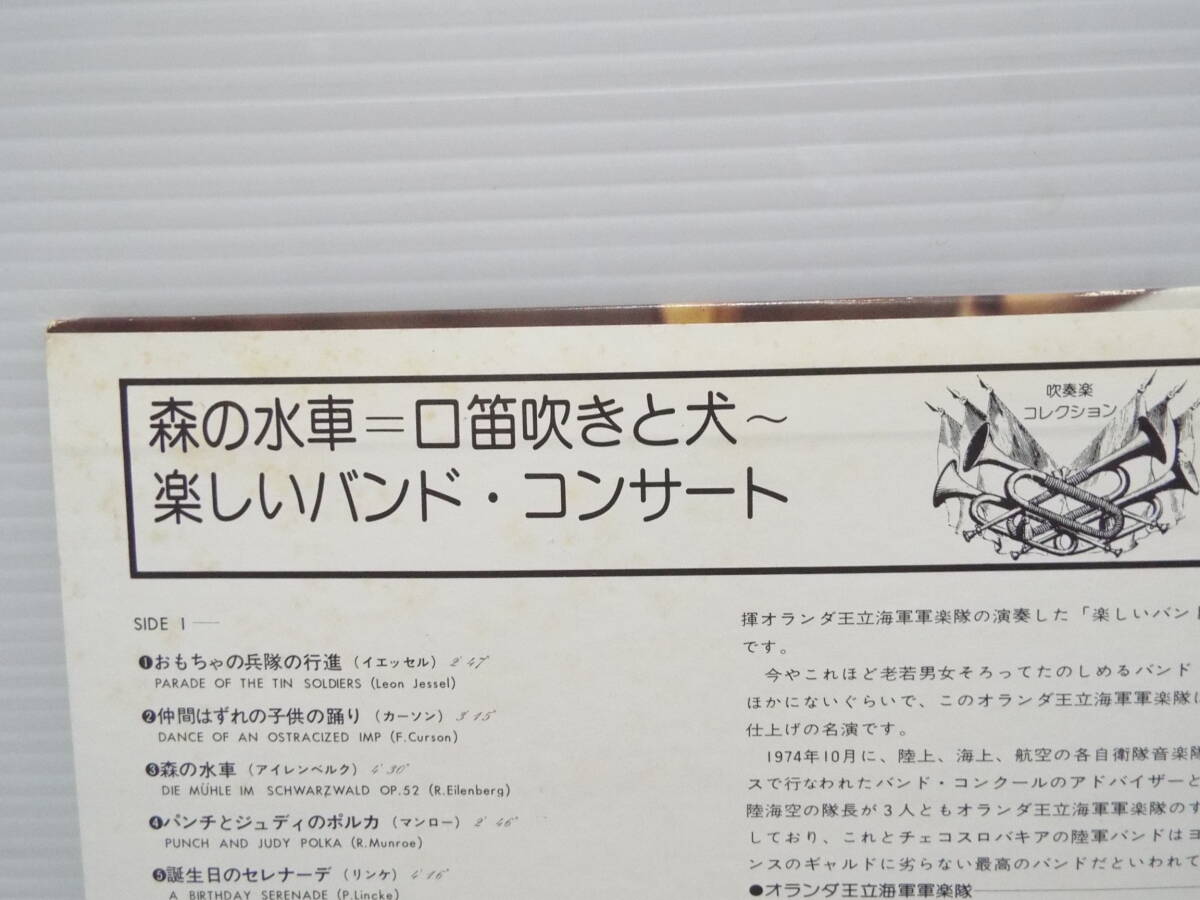 森の水車=口笛吹きと犬~
楽しいバンド・コンサート
吹奏楽
コレクション
SIDE I
❶おもちゃの兵隊の行進(イエッセル) 2'47"
PARADE OF THE TIN SOLDIERS (Leon Jessel)
❷仲間はずれの子供の踊り(カーソン) 3'15
DANCE OF AN OSTRACIZED IMP (F.Curson)
❸森の水車(アイレンベルク) 4'30"
DIE MÜHLE IM SCHWARZWALD OP.52 (R.Eilenberg)
❹パンチとジュディのポルカ(マンロー) 2'46"
PUNCH AND JUDY POLKA (R.Munroe)
❺誕生日のセレナーデ(リンケ) 4'16"
A BIRTHDAY SERENADE (P.Lincke)
揮オランダ王立海軍軍楽隊の演奏した「楽しいバンド
です。
今やこれほど老若男女そろってたのしめるバンド
ほかにないぐらいで、このオランダ王立海軍軍楽隊に
仕上げの名演です。
1974年10月に、陸上、海上、航空の各自衛隊音楽隊
スで行なわれたバンド・コンクールのアドバイザーと
陸海空の隊長が3人ともオランダ王立海軍軍楽隊のす
しており、これとチェコスロバキアの陸軍バンドはヨ
ンスのギャルドに劣らない最高のバンドだといわれて
●オランダ王立海軍軍楽隊